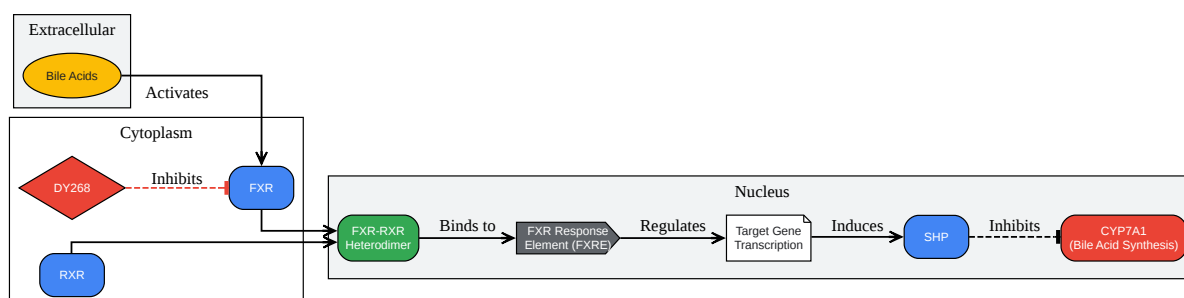 Extracellular
Bile Acids
Activates
Cytoplasm
DY268
Inhibits
FXR
RXR
Nucleus
FXR-RXR
Heterodimer
Binds to
FXR Response
Element (FXRE)
Regulates
Target Gene
Transcription
Induces
SHP
Inhibits
CYP7A1
(Bile Acid Synthesis)